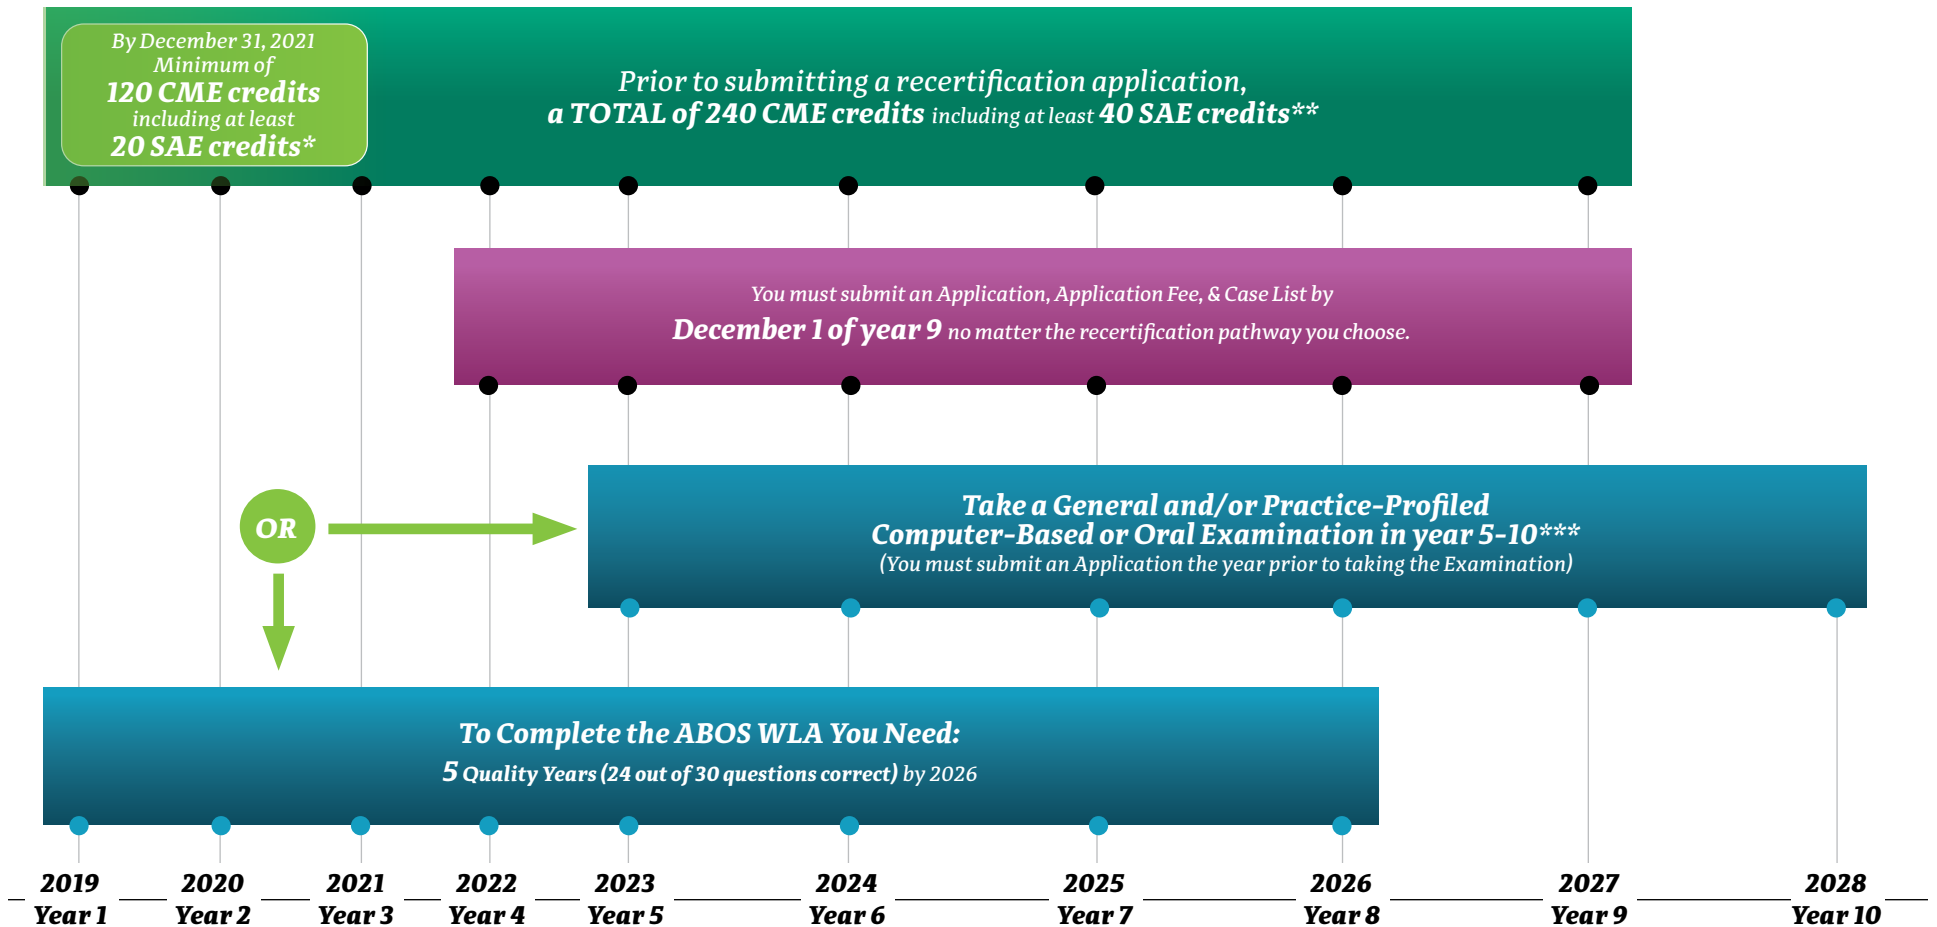 By December 31, 2021
Minimum of
120 CME credits
including at least
20 SAE credits*
Prior to submitting a recertification application,
a TOTAL of 240 CME credits including at least 40 SAE credits**
You must submit an Application, Application Fee, & Case List by
December 1 of year 9 no matter the recertification pathway you choose.
OR
Take a General and/or Practice-Profiled
Computer-Based or Oral Examination in year 5-10***
(You must submit an Application the year prior to taking the Examination)
To Complete the ABOS WLA You Need:
5 Quality Years (24 out of 30 questions correct) by 2026
2019 2020 2021 2022 2023 2024 2025 2026 2027 2028
Year 1 Year 2 Year 3 Year 4 Year 5 Year 6 Year 7 Year 8 Year 9 Year 10